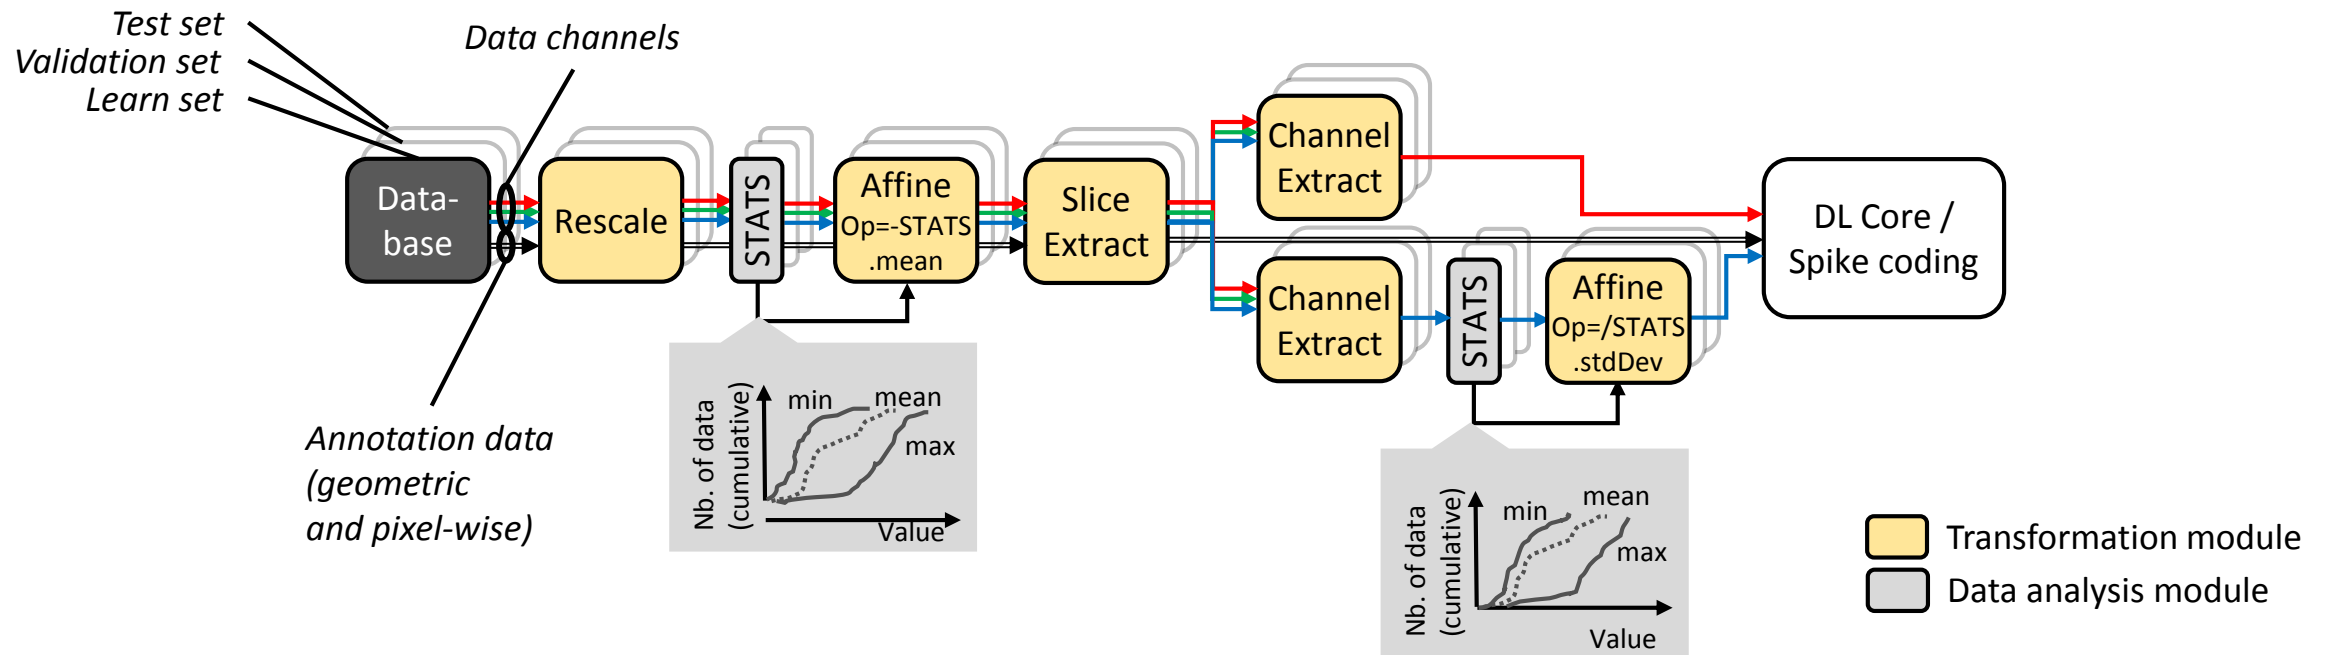 Test set
Validation set
Learn set
Data channels
Data-
base
Rescale
STATS
Affine
Op=-STATS
.mean
Slice
Extract
Channel
Extract
Channel
Extract
STATS
Affine
Op=/STATS
.stdDev
DL Core /
Spike coding
Annotation data
(geometric
and pixel-wise)
Nb. of data
(cumulative)
min
mean
max
Value
Nb. of data
(cumulative)
min
mean
max
Value
Transformation module
Data analysis module